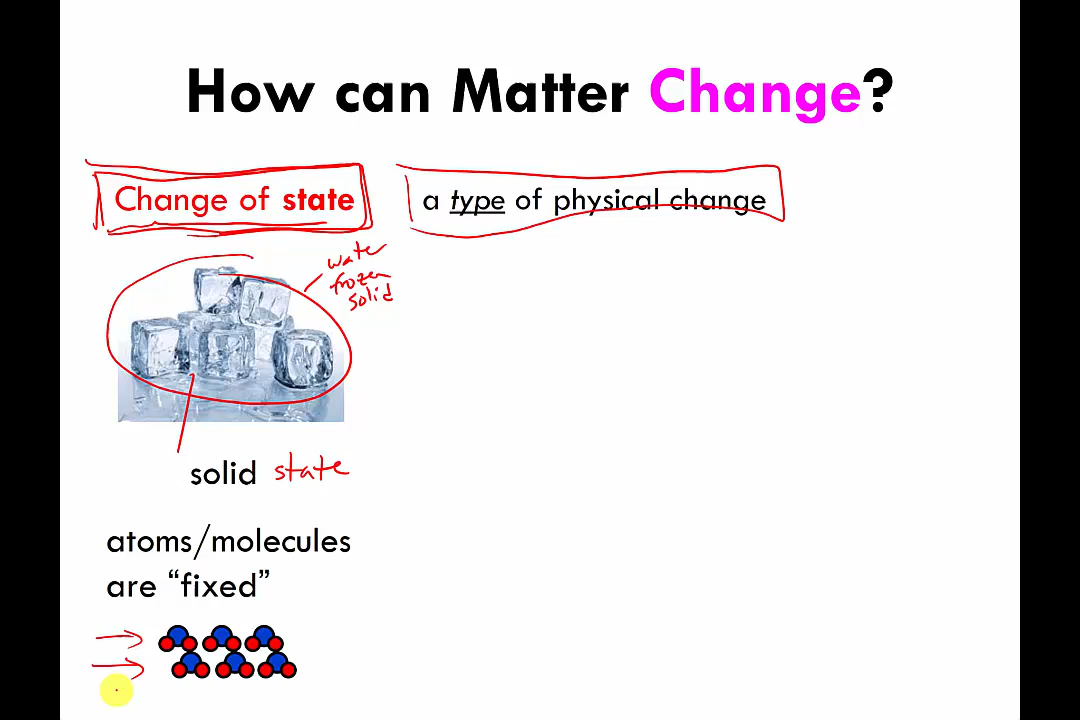 How can Matter Change?
Change of state
a type of physical change
water
frozen
solid
solid state
atoms/molecules
are “fixed”